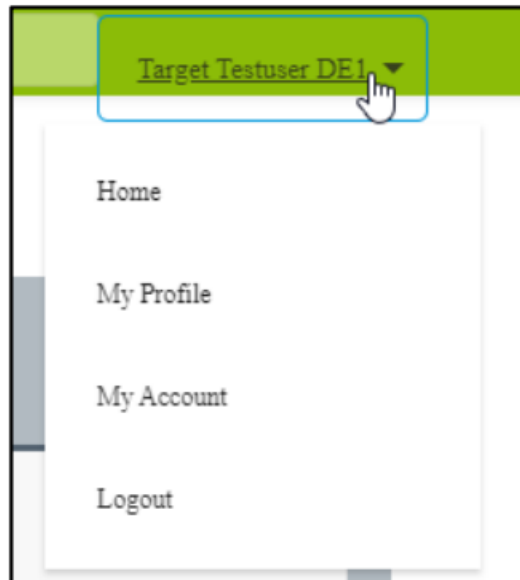 Target Testuser DE1
Home
My Profile
My Account
Logout